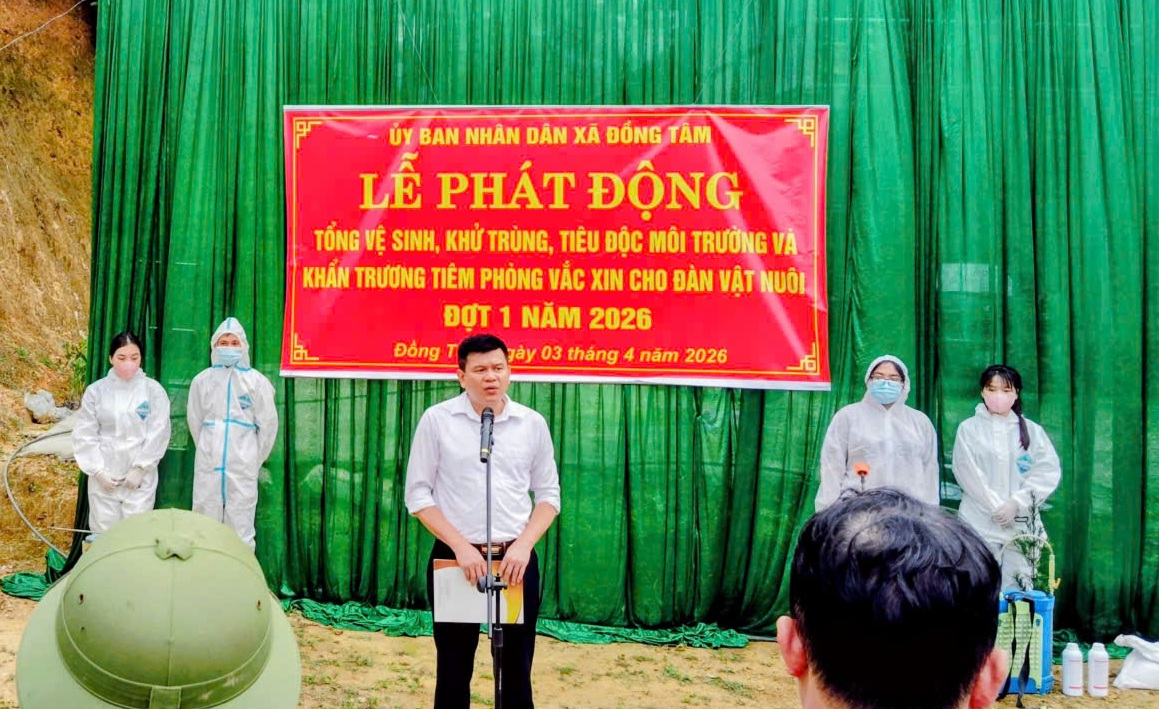 ỦY BAN NHÂN DÂN XÃ ĐỒNG TÂM
LỄ PHÁT ĐỘNG
TỔNG VỆ SINH, KHỬ TRÙNG, TIÊU ĐỘC MÔI TRƯỜNG VÀ
KHẨN TRƯƠNG TIÊM PHÒNG VẮC XIN CHO ĐÀN VẬT NUÔI
ĐỢT 1 NĂM 2026
Đồng T gày 03 tháng 4 năm 2026